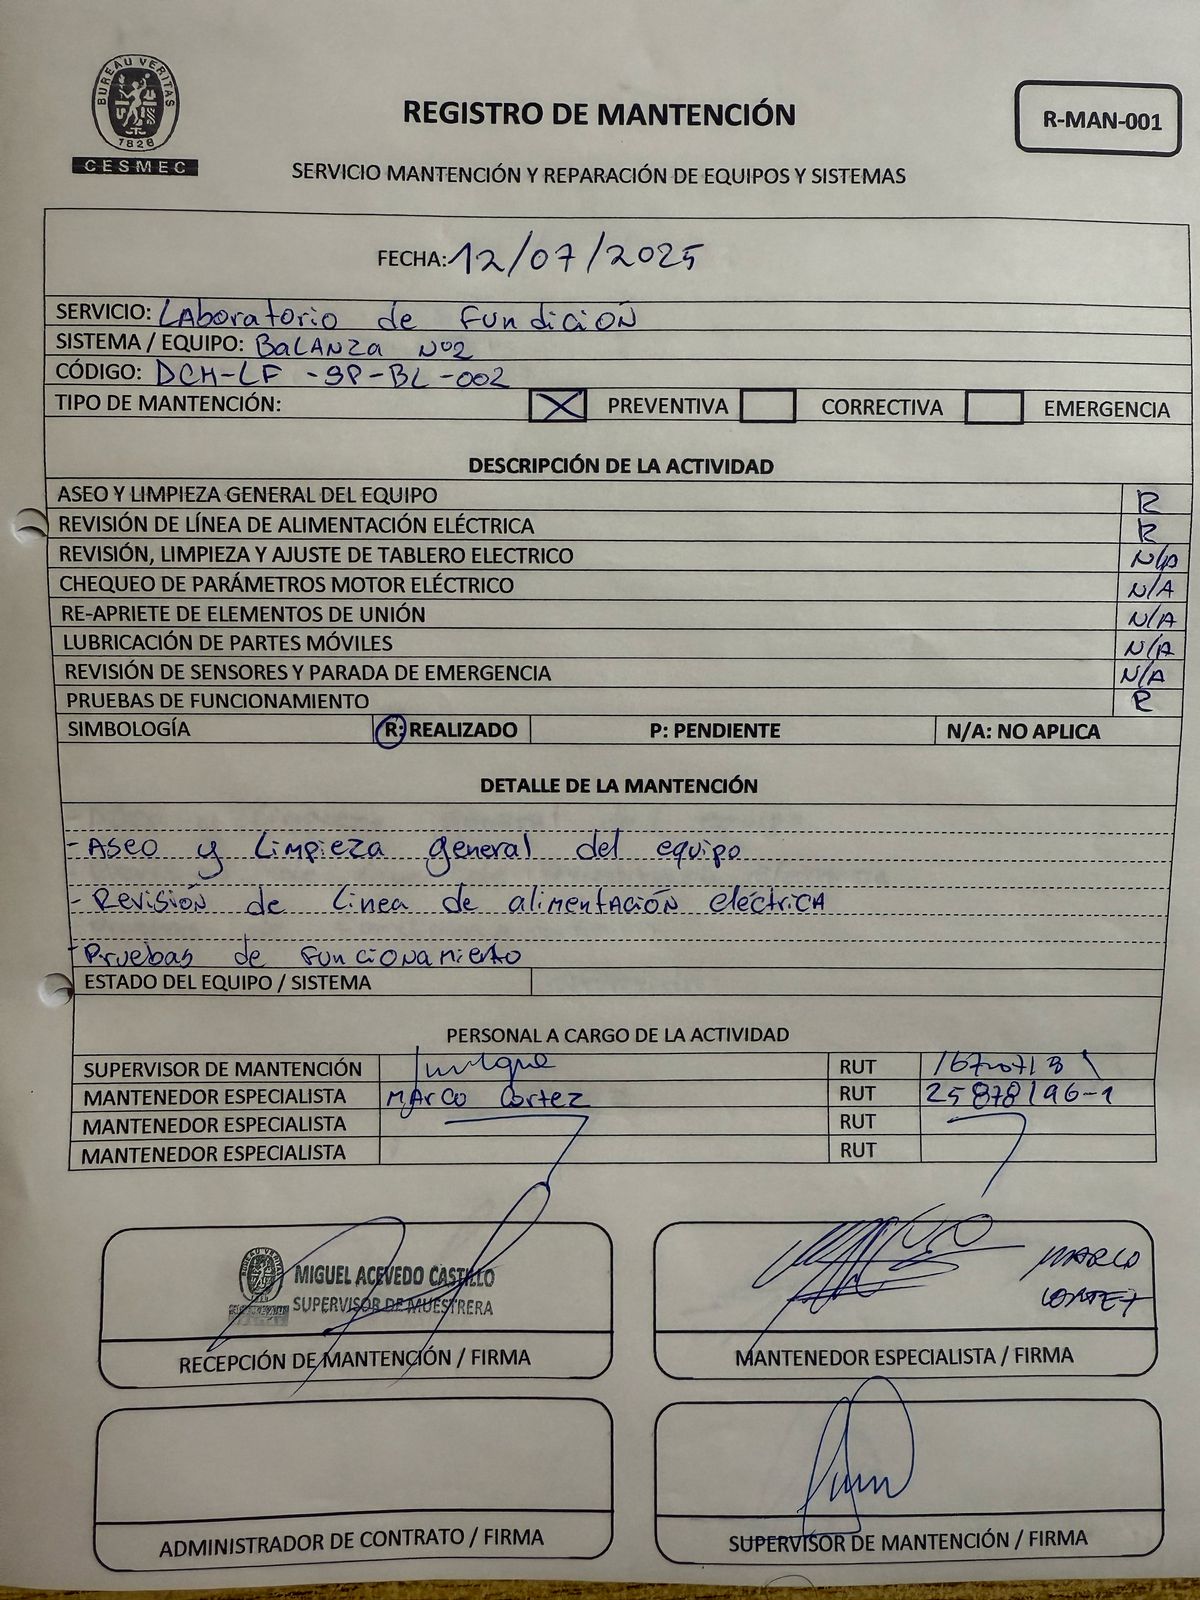 BUREAU VERITAS
1828
CESMEC
REGISTRO DE MANTENCIÓN
R-MAN-001
SERVICIO MANTENCIÓN Y REPARACIÓN DE EQUIPOS Y SISTEMAS
FECHA: 12/07/2025
SERVICIO: Laboratorio de Fundición
SISTEMA / EQUIPO: Balanza Nº2
CÓDIGO: DCH-LF-SP-BL-002
TIPO DE MANTENCIÓN: X PREVENTIVA CORRECTIVA EMERGENCIA
DESCRIPCIÓN DE LA ACTIVIDAD
ASEO Y LIMPIEZA GENERAL DEL EQUIPO R
REVISIÓN DE LÍNEA DE ALIMENTACIÓN ELÉCTRICA R
REVISIÓN, LIMPIEZA Y AJUSTE DE TABLERO ELECTRICO N/A
CHEQUEO DE PARÁMETROS MOTOR ELÉCTRICO N/A
RE-APRIETE DE ELEMENTOS DE UNIÓN N/A
LUBRICACIÓN DE PARTES MÓVILES N/A
REVISIÓN DE SENSORES Y PARADA DE EMERGENCIA N/A
PRUEBAS DE FUNCIONAMIENTO R
SIMBOLOGÍA R: REALIZADO P: PENDIENTE N/A: NO APLICA
DETALLE DE LA MANTENCIÓN
- Aseo y Limpieza general del equipo
- Revisión de Linea de alimentación eléctrica
- Pruebas de Funcionamiento
ESTADO DEL EQUIPO / SISTEMA
PERSONAL A CARGO DE LA ACTIVIDAD
SUPERVISOR DE MANTENCIÓN RUT
MANTENEDOR ESPECIALISTA Marco Cortez RUT 25878196-1
MANTENEDOR ESPECIALISTA RUT
MANTENEDOR ESPECIALISTA RUT
MIGUEL ACEVEDO CASTILLO
SUPERVISOR DE MUESTRERA
MARCO
CORTEZ
RECEPCIÓN DE MANTENCIÓN / FIRMA
MANTENEDOR ESPECIALISTA / FIRMA
ADMINISTRADOR DE CONTRATO / FIRMA
SUPERVISOR DE MANTENCIÓN / FIRMA